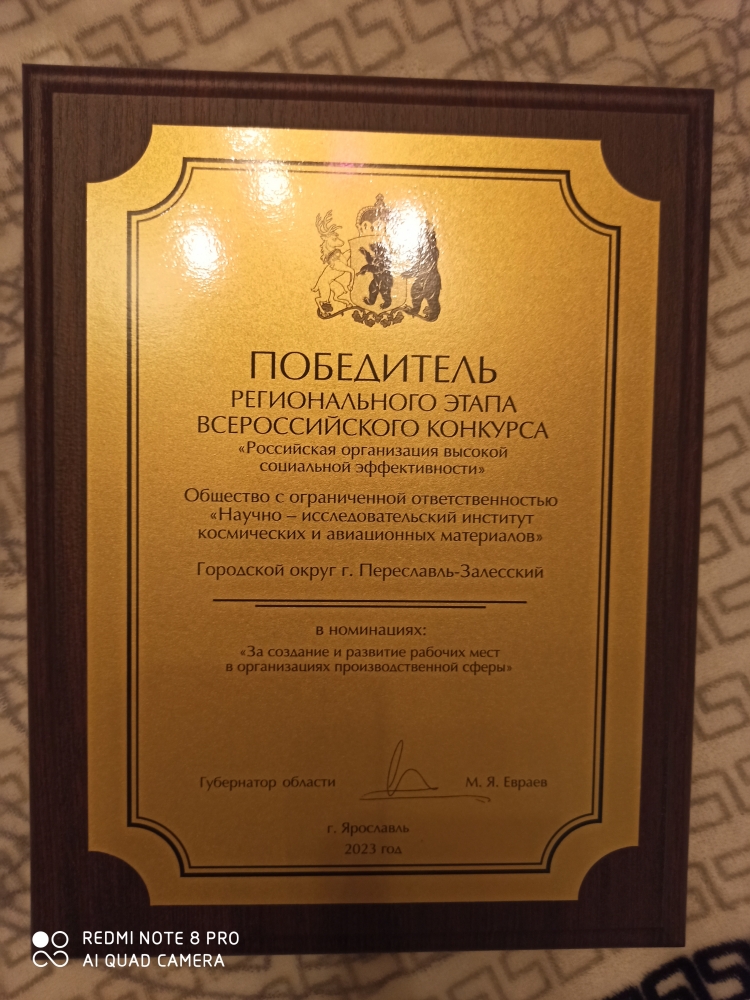 ПОБЕДИТЕЛЬ
РЕГИОНАЛЬНОГО ЭТАПА
ВСЕРОССИЙСКОГО КОНКУРСА
«Российская организация высокой
социальной эффективности»
Общество с ограниченной ответственностью
«Научно – исследовательский институт
космических и авиационных материалов»
Городской округ г. Переславль-Залесский
в номинациях:
«За создание и развитие рабочих мест
в организациях производственной сферы»
Губернатор области М. Я. Евраев
г. Ярославль
2023 год
REDMI NOTE 8 PRO
AI QUAD CAMERA